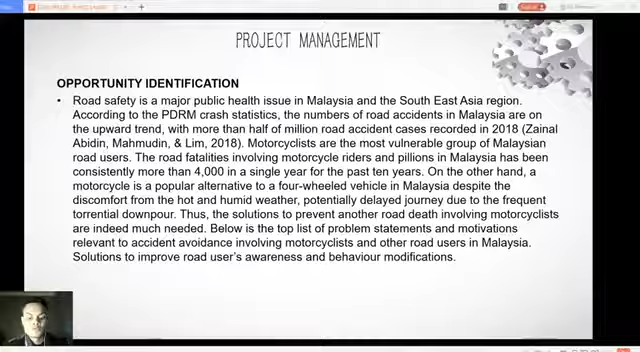 PROJECT MANAGEMENT
OPPORTUNITY IDENTIFICATION
• Road safety is a major public health issue in Malaysia and the South East Asia region.
According to the PDRM crash statistics, the numbers of road accidents in Malaysia are on
the upward trend, with more than half of million road accident cases recorded in 2018 (Zainal
Abidin, Mahmudin, & Lim, 2018). Motorcyclists are the most vulnerable group of Malaysian
road users. The road fatalities involving motorcycle riders and pillions in Malaysia has been
consistently more than 4,000 in a single year for the past ten years. On the other hand, a
motorcycle is a popular alternative to a four-wheeled vehicle in Malaysia despite the
discomfort from the hot and humid weather, potentially delayed journey due to the frequent
torrential downpour. Thus, the solutions to prevent another road death involving motorcyclists
are indeed much needed. Below is the top list of problem statements and motivations
relevant to accident avoidance involving motorcyclists and other road users in Malaysia.
Solutions to improve road user's awareness and behaviour modifications.